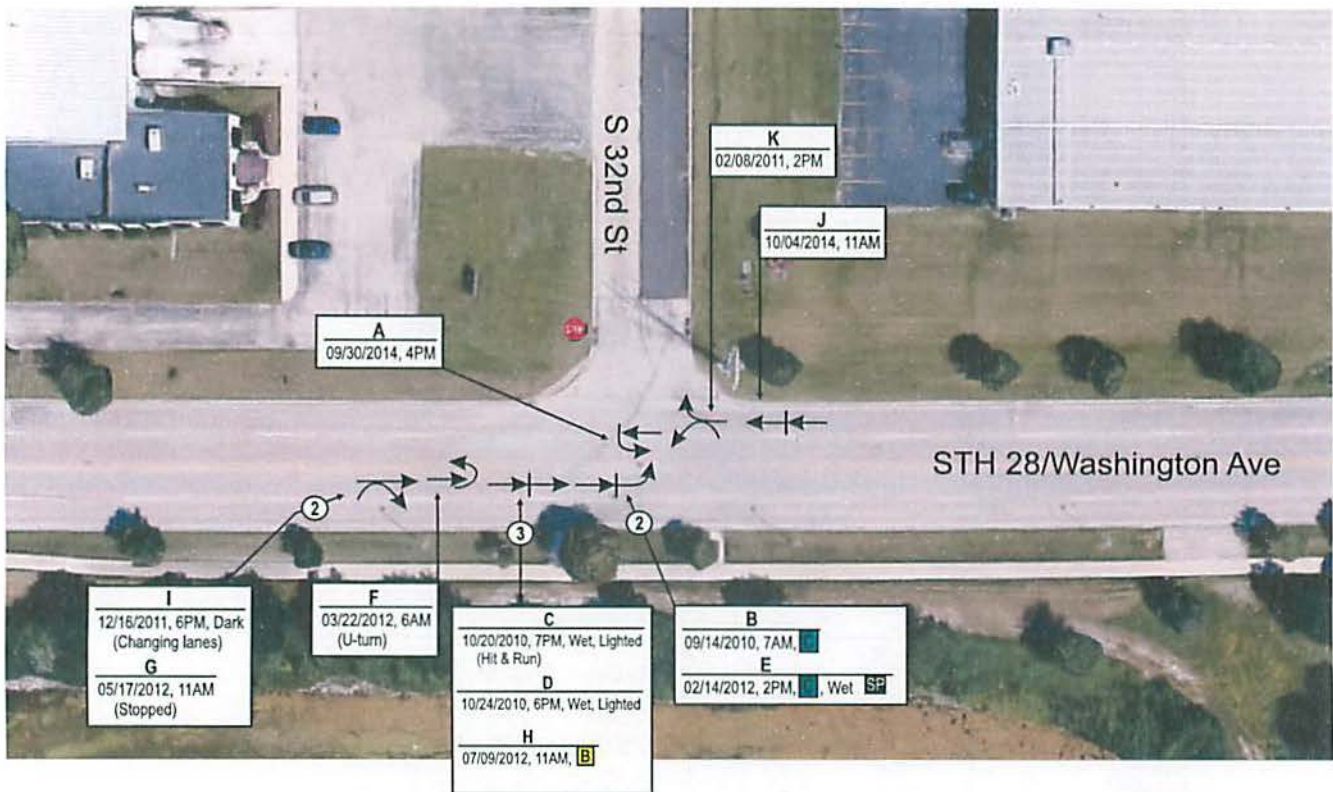 S 32nd St
K
02/08/2011, 2PM
J
10/04/2014, 11AM
A
09/30/2014, 4PM
STOP
STH 28/Washington Ave
2
3
2
I
12/16/2011, 6PM, Dark
(Changing lanes)
G
05/17/2012, 11AM
(Stopped)
F
03/22/2012, 6AM
(U-turn)
C
10/20/2010, 7PM, Wet, Lighted
(Hit & Run)
D
10/24/2010, 6PM, Wet, Lighted
H
07/09/2012, 11AM, B
B
09/14/2010, 7AM, C
E
02/14/2012, 2PM, C, Wet SP